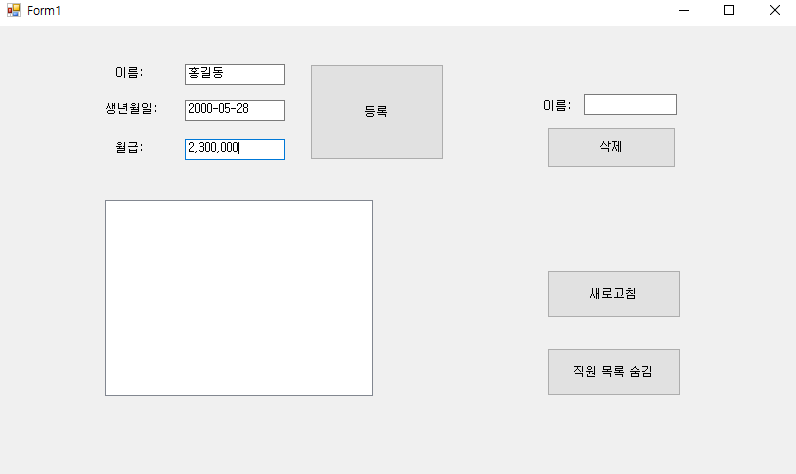 Form1
이름:
홍길동
등록
생년월일:
2000-05-28
월급:
2,300,000
이름:
삭제
새로고침
직원 목록 숨김